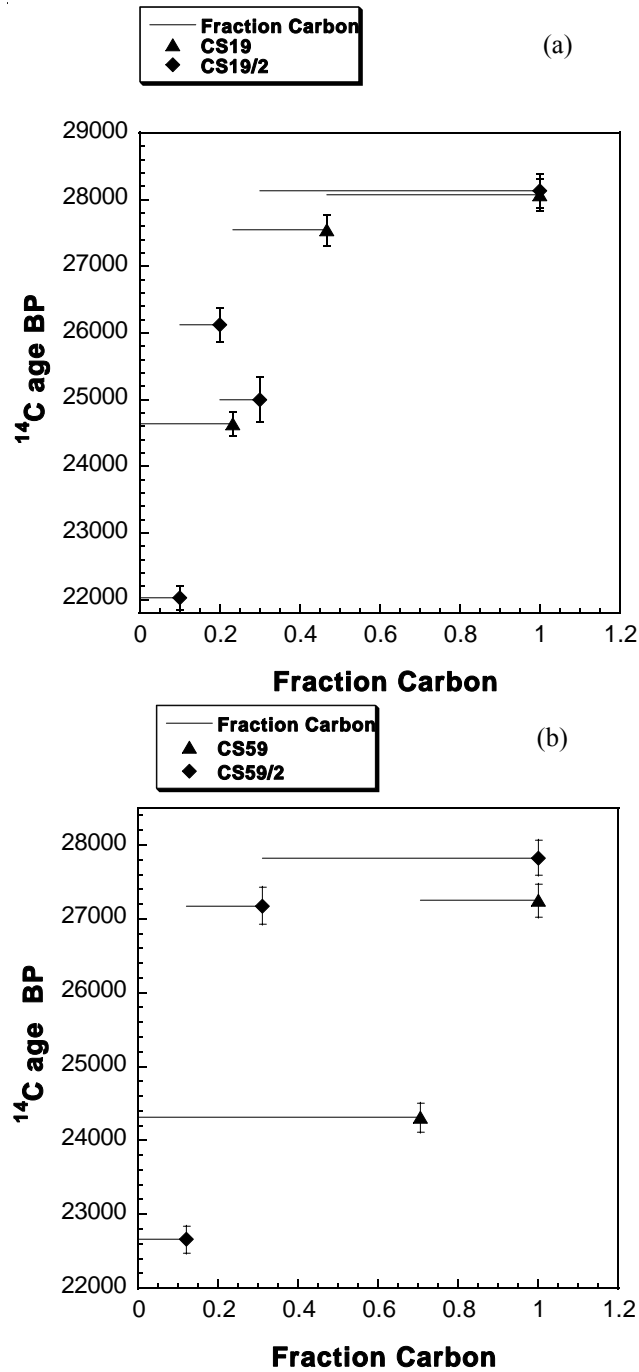 Fraction Carbon
CS19
CS19/2
(a)
29000
28000
27000
26000
25000
24000
23000
22000
14C age BP
0 0.2 0.4 0.6 0.8 1 1.2
Fraction Carbon
Fraction Carbon
CS59
CS59/2
(b)
28000
27000
26000
25000
24000
23000
22000
14C age BP
0 0.2 0.4 0.6 0.8 1 1.2
Fraction Carbon